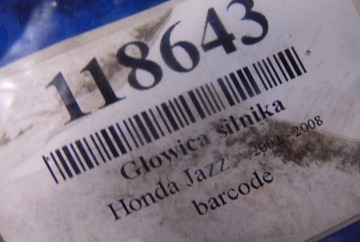 118643
Głowica silnika
Honda Jazz 2002 - 2008
barcode